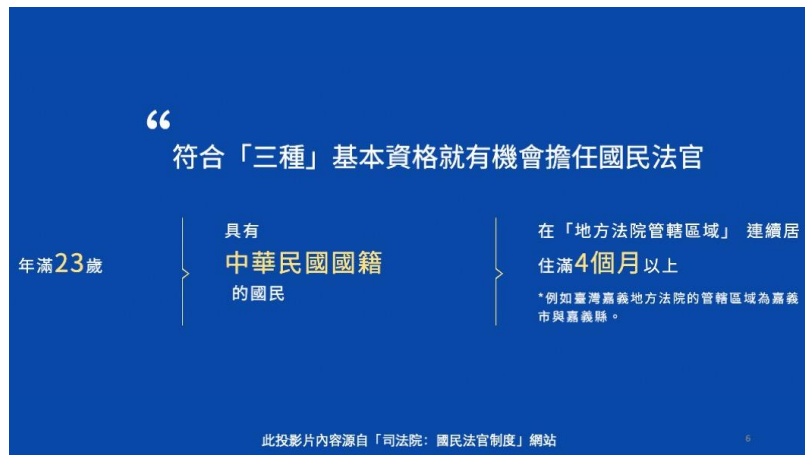 “
符合「三種」基本資格就有機會擔任國民法官
年滿23歲
具有
中華民國國籍
的國民
在「地方法院管轄區域」 連續居
住滿4個月以上
*例如臺灣嘉義地方法院的管轄區域為嘉義
市與嘉義縣。
此投影片內容源自「司法院：國民法官制度」網站
6